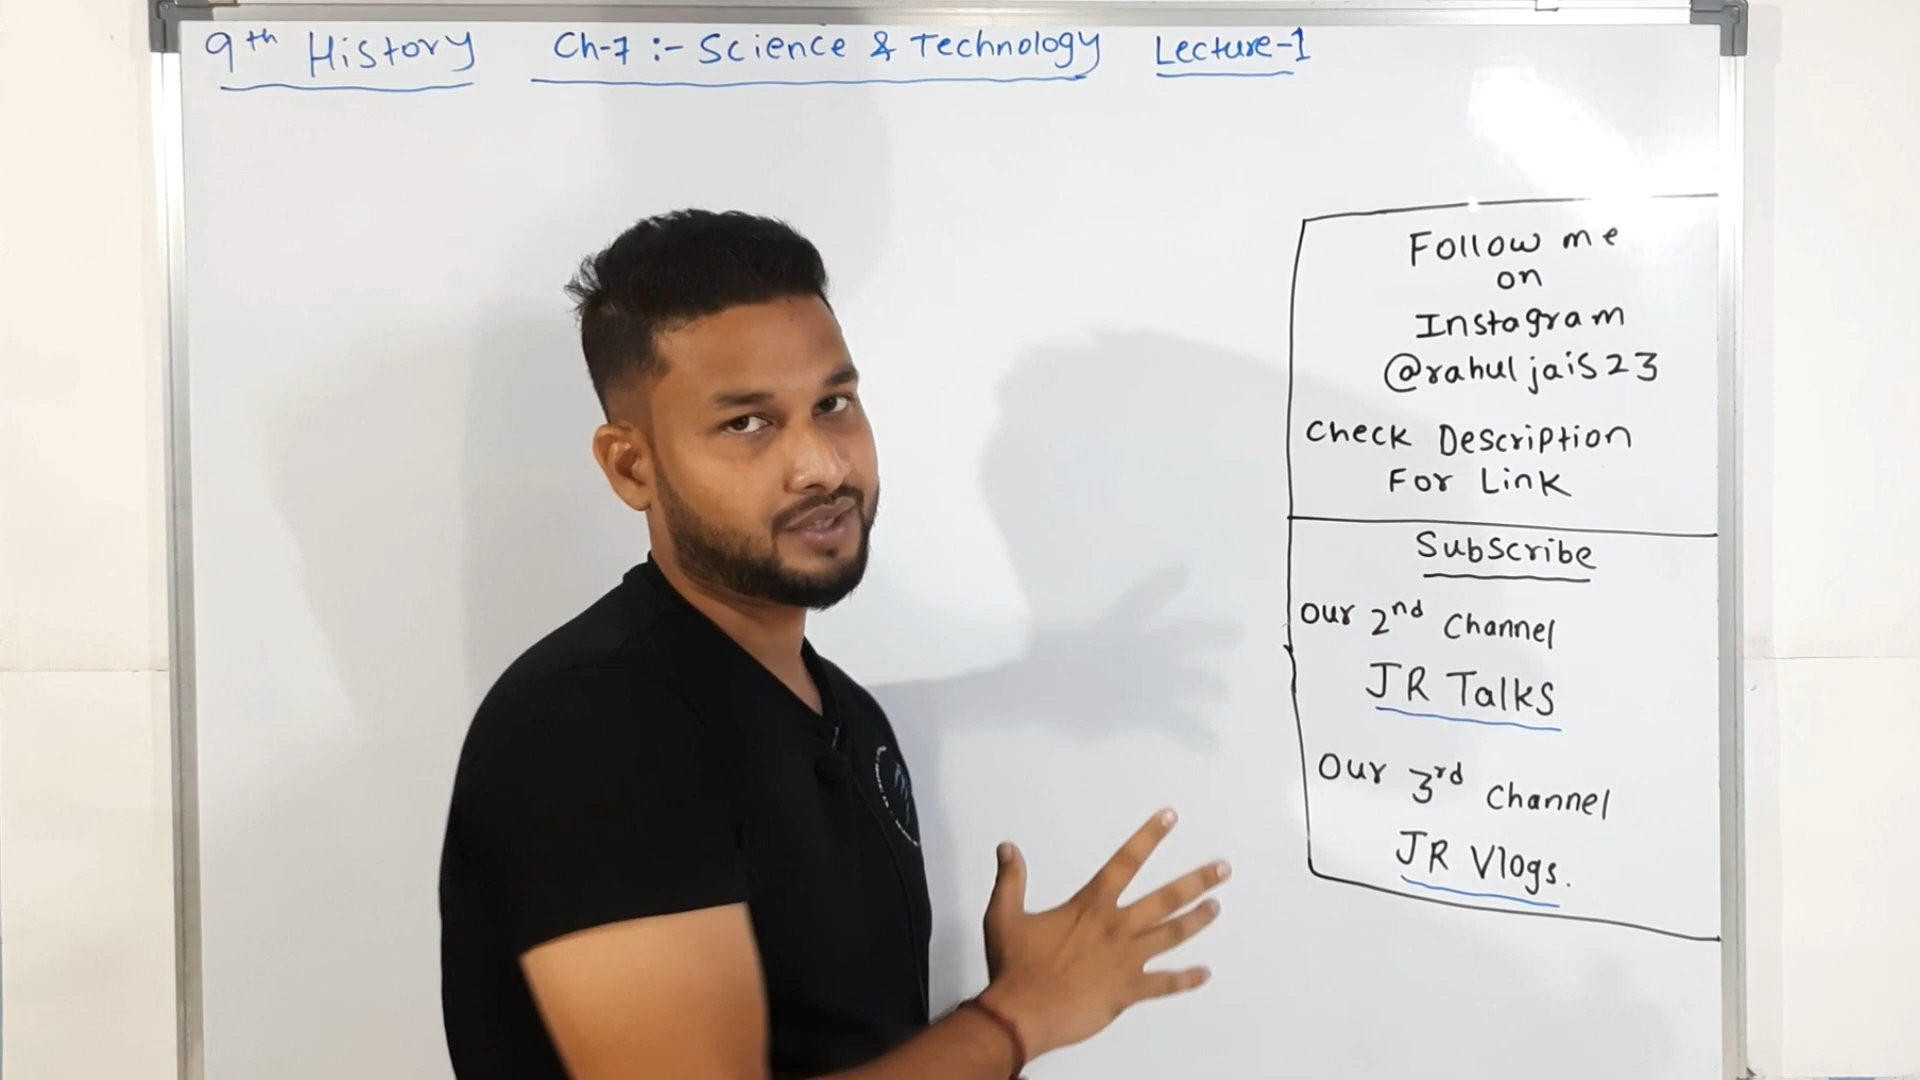 9th History Ch-7 :- Science & Technology Lecture-1
Follow me
on
Instagram
@rahuljais23
Check Description
For Link
Subscribe
Our 2nd Channel
JR Talks
Our 3rd Channel
JR Vlogs.